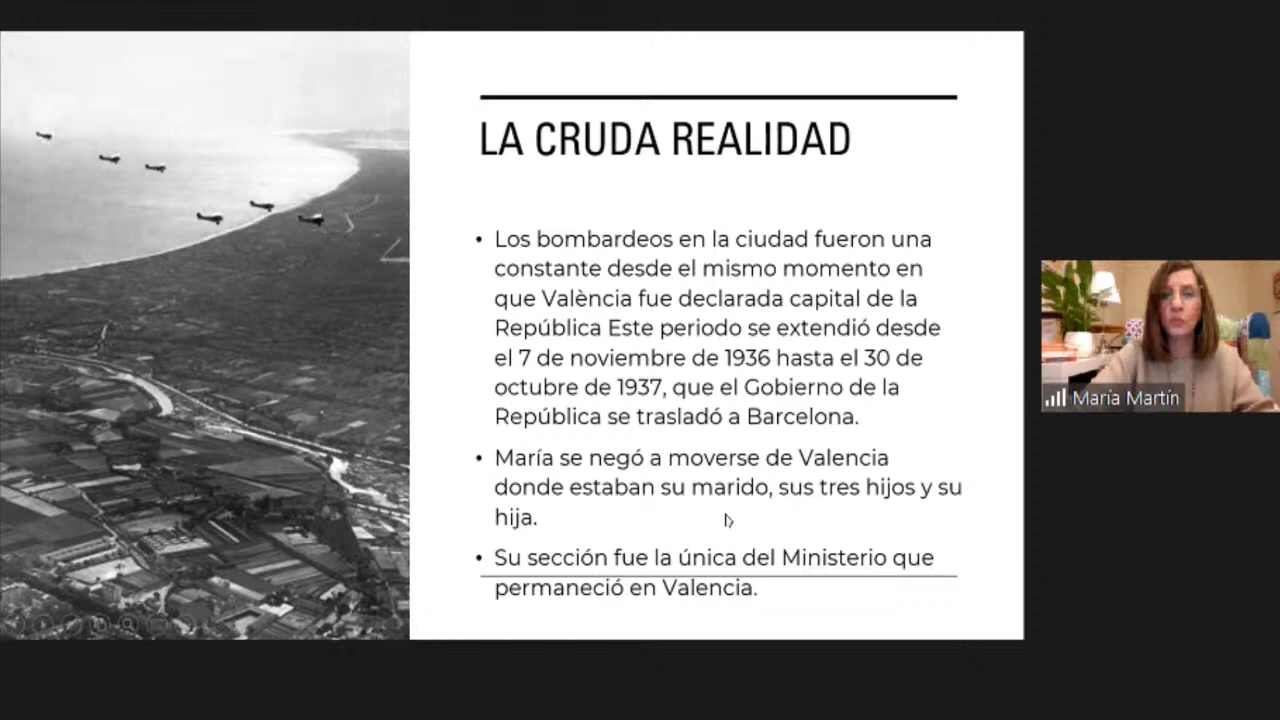 LA CRUDA REALIDAD
• Los bombardeos en la ciudad fueron una
constante desde el mismo momento en
que València fue declarada capital de la
República Este periodo se extendió desde
el 7 de noviembre de 1936 hasta el 30 de
octubre de 1937, que el Gobierno de la
República se trasladó a Barcelona.
• María se negó a moverse de Valencia
donde estaban su marido, sus tres hijos y su
hija.
• Su sección fue la única del Ministerio que
permaneció en Valencia.
María Martín